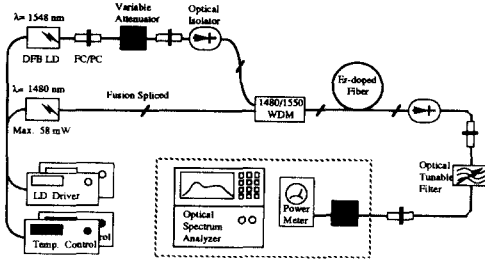 λ= 1548 nm
Variable
Attenuator
Optical
Isolator
DFB LD
FC/PC
λ= 1480 nm
Fusion Spliced
Max. 58 mW
1480/1550
WDM
Er-doped
Fiber
Optical
Tunable
Filter
LD Driver
Temp. Control
rol
Optical
Spectrum
Analyzer
Power
Meter